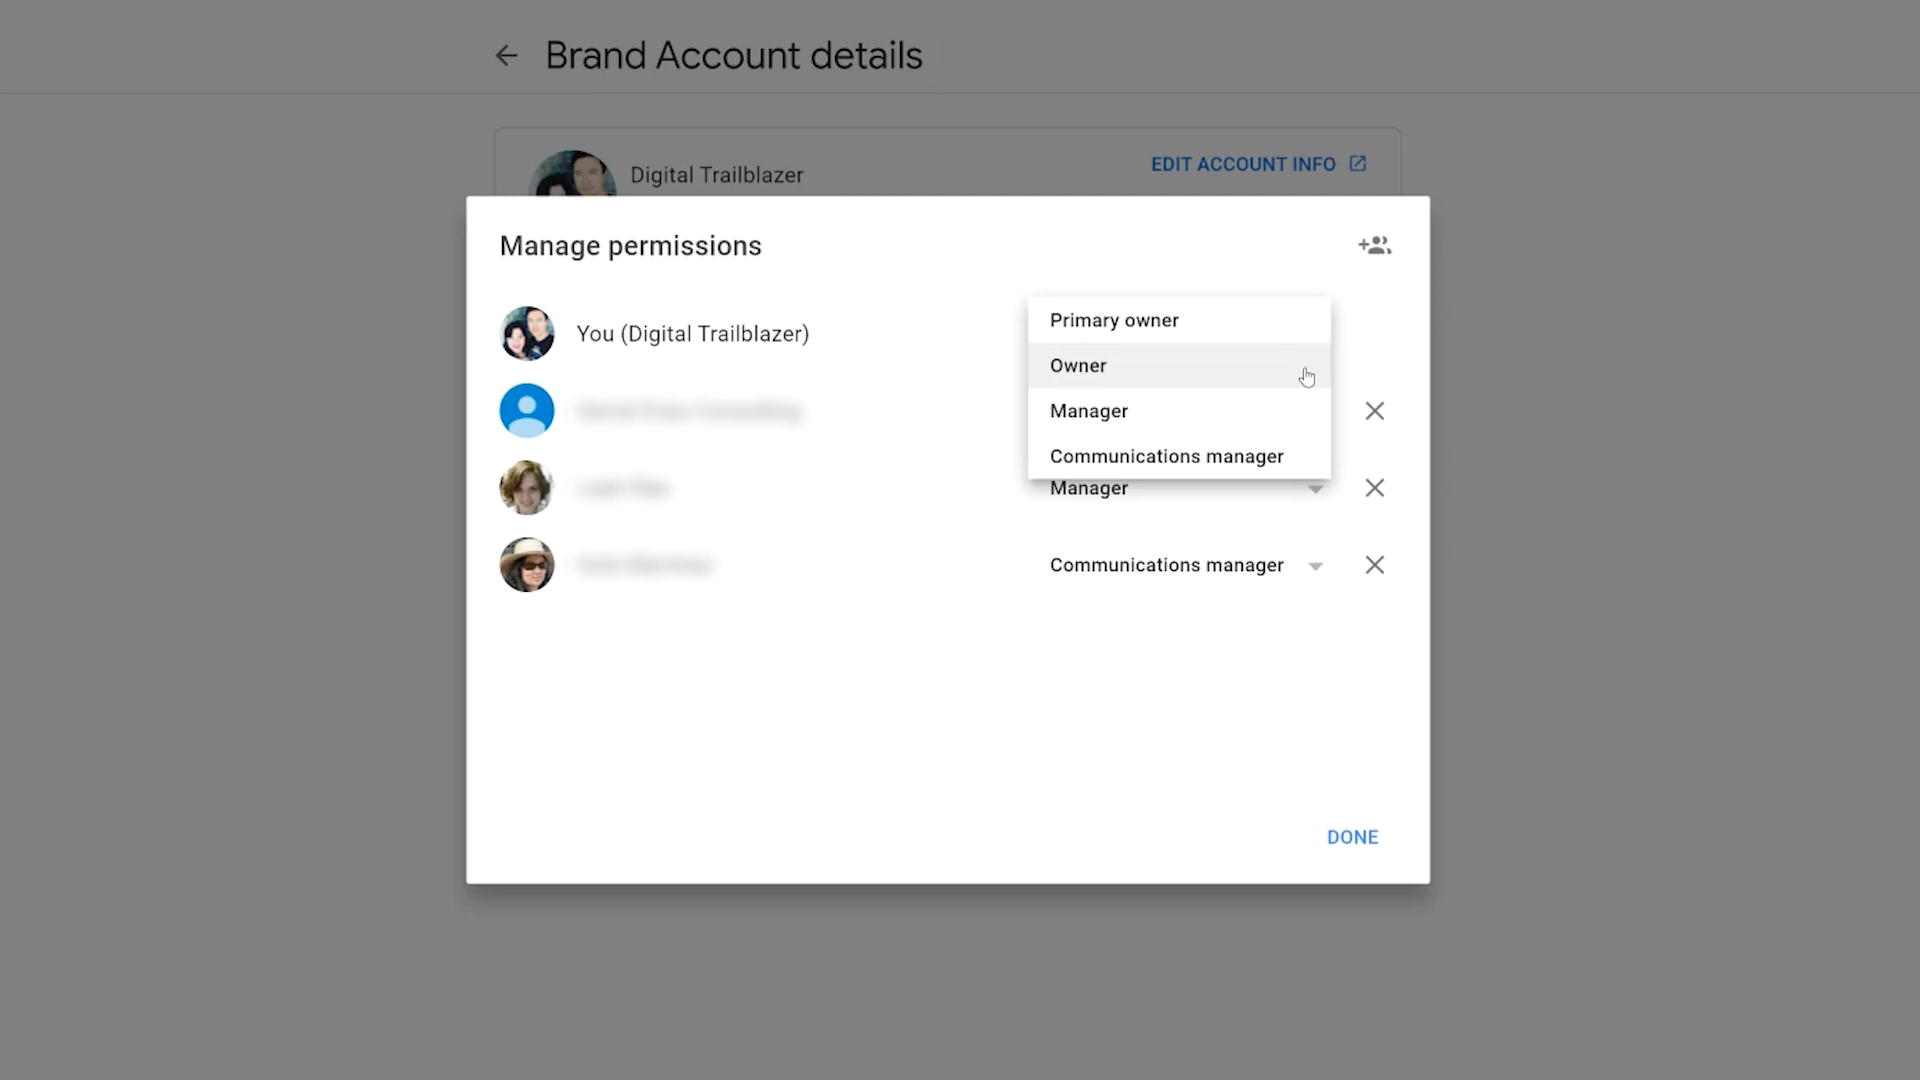 Brand Account details
Digital Trailblazer
EDIT ACCOUNT INFO
Manage permissions
You (Digital Trailblazer)
Primary owner
Owner
Manager
Communications manager
Manager
Communications manager
DONE